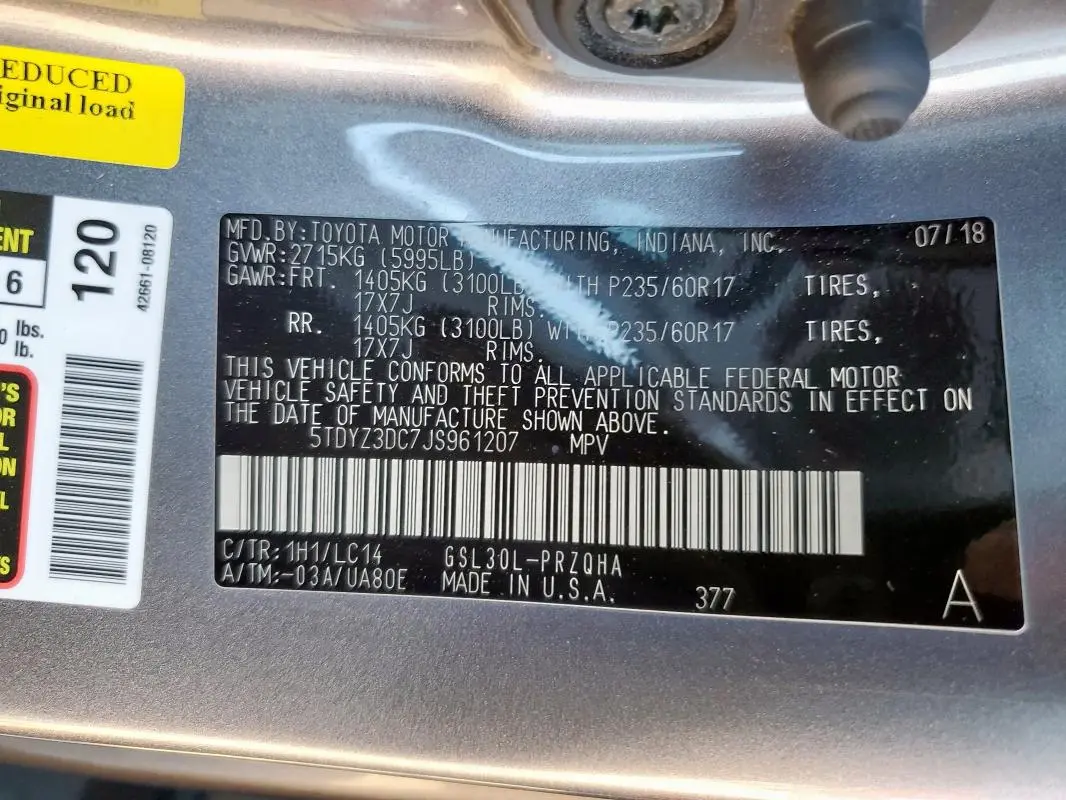 EDUCED
iginal load
ENT
6
lbs.
0 lb.
'S
OR
L
ON
L
S
120
42661-08120
MFD.BY:TOYOTA MOTOR MANUFACTURING, INDIANA, INC. 07/18
GVWR:2715KG (5995LB)
GAWR:FRT. 1405KG (3100LB) WITH P235/60R17 TIRES,
17X7J RIMS.
RR. 1405KG (3100LB) WITH P235/60R17 TIRES,
17X7J RIMS.
THIS VEHICLE CONFORMS TO ALL APPLICABLE FEDERAL MOTOR
VEHICLE SAFETY AND THEFT PREVENTION STANDARDS IN EFFECT ON
THE DATE OF MANUFACTURE SHOWN ABOVE.
5TDYZ3DC7JS961207 MPV
C/TR:1H1/LC14 GSL30L-PRZQHA
A/TM:-03A/UA80E MADE IN U.S.A. 377 A